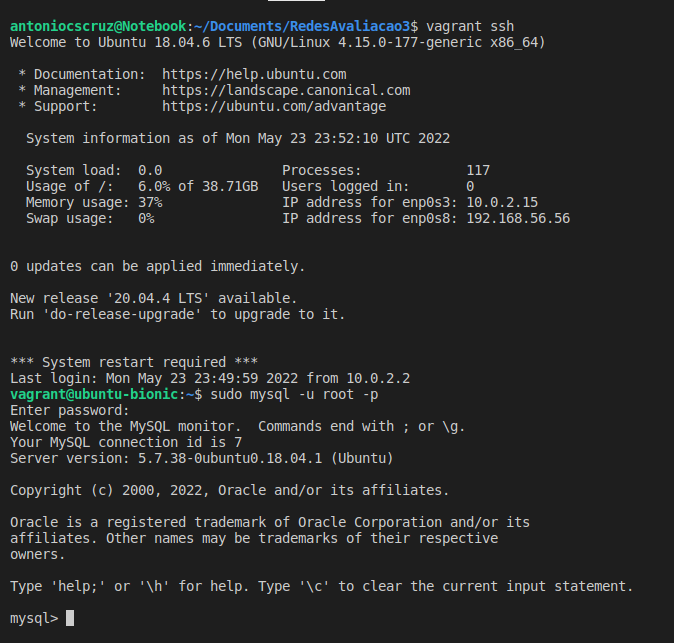 antoniocscruz@Notebook:~/Documents/RedesAvaliacao3$ vagrant ssh
Welcome to Ubuntu 18.04.6 LTS (GNU/Linux 4.15.0-177-generic x86_64)
* Documentation:  https://help.ubuntu.com
* Management:     https://landscape.canonical.com
* Support:        https://ubuntu.com/advantage
System information as of Mon May 23 23:52:10 UTC 2022
System load:  0.0               Processes:             117
Usage of /:   6.0% of 38.71GB   Users logged in:       0
Memory usage: 37%               IP address for enp0s3: 10.0.2.15
Swap usage:   0%                IP address for enp0s8: 192.168.56.56
0 updates can be applied immediately.
New release '20.04.4 LTS' available.
Run 'do-release-upgrade' to upgrade to it.
*** System restart required ***
Last login: Mon May 23 23:49:59 2022 from 10.0.2.2
vagrant@ubuntu-bionic:~$ sudo mysql -u root -p
Enter password:
Welcome to the MySQL monitor.  Commands end with ; or \g.
Your MySQL connection id is 7
Server version: 5.7.38-0ubuntu0.18.04.1 (Ubuntu)
Copyright (c) 2000, 2022, Oracle and/or its affiliates.
Oracle is a registered trademark of Oracle Corporation and/or its
affiliates. Other names may be trademarks of their respective
owners.
Type 'help;' or '\h' for help. Type '\c' to clear the current input statement.
mysql>